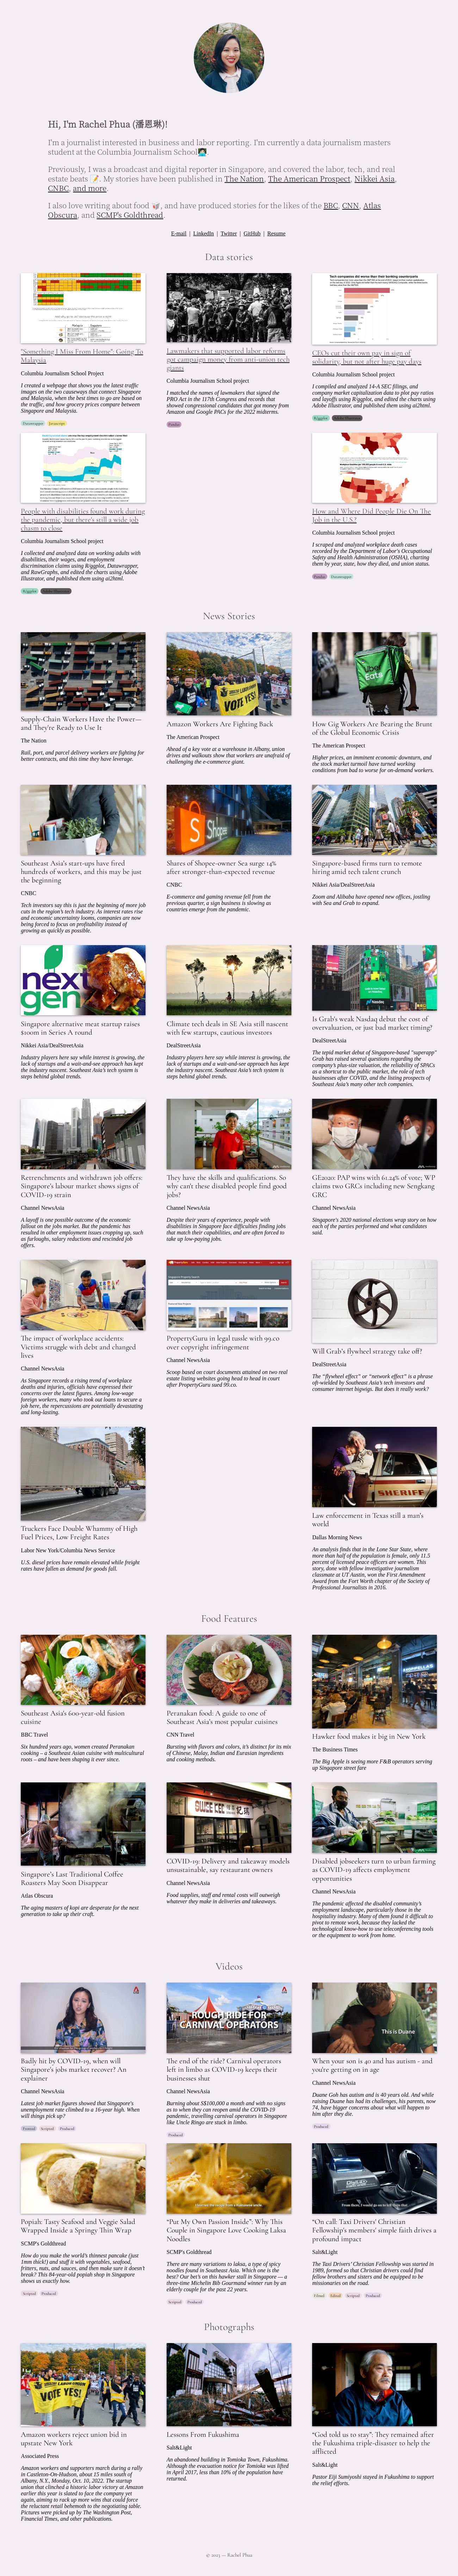 Hi, I'm Rachel Phua (潘恩琳)!
I'm a journalist interested in business and labor reporting. I'm currently a data journalism masters
student at the Columbia Journalism School
Previously, I was a broadcast and digital reporter in Singapore, and covered the labor, tech, and real
estate beats. My stories have been published in The Nation, The American Prospect, Nikkei Asia,
CNBC, and more.
I also love writing about food, and have produced stories for the likes of the BBC, CNN, Atlas
Obscura, and SCMP's Goldthread.
E-mail | LinkedIn | Twitter | GitHub | Resume
Data stories
"Something I Miss From Home": Going To
Malaysia
Columbia Journalism School Project
I created a webpage that shows you the latest traffic
images on the two causeways that connect Singapore
and Malaysia, when the best times to go are based on
the traffic, and how grocery prices compare between
Singapore and Malaysia.
Datawrapper Javascript
Lawmakers that supported labor reforms
got campaign money from anti-union tech
giants
Columbia Journalism School project
I matched the names of lawmakers that signed the
PRO Act in the 117th Congress and records that
showed congressional candidates getting money from
Amazon and Google PACs for the 2022 midterms.
Pandas
Tech companies did worse than their banking counterparts
CEOs cut their own pay in sign of
solidarity, but not after huge pay days
Columbia Journalism School project
I compiled and analyzed 14-A SEC filings, and
company market capitalization data to plot pay ratios
and layoffs using R/ggplot, and edited the charts using
Adobe Illustrator, and published them using ai2html.
R/ggplot Adobe Illustrator
People with disabilities found work during
the pandemic, but there's still a wide job
chasm to close
Columbia Journalism School project
I collected and analyzed data on working adults with
disabilities, their wages, and employment
discrimination claims using R/ggplot, Datawrapper,
and RawGraphs, and edited the charts using Adobe
Illustrator, and published them using ai2html.
R/ggplot Adobe Illustrator
How and Where Did People Die On The
Job in the U.S.?
Columbia Journalism School project
I scraped and analyzed workplace death cases
recorded by the Department of Labor's Occupational
Safety and Health Administration (OSHA), charting
them by year, state, how they died, and union status.
Pandas Datawrapper
News Stories
Supply-Chain Workers Have the Power—
and They're Ready to Use It
The Nation
Rail, port, and parcel delivery workers are fighting for
better contracts, and this time they have leverage.
VOTE YES!
Amazon Workers Are Fighting Back
The American Prospect
Ahead of a key vote at a warehouse in Albany, union
drives and walkouts show that workers are unafraid of
challenging the e-commerce giant.
Uber
Eats
How Gig Workers Are Bearing the Brunt
of the Global Economic Crisis
The American Prospect
Higher prices, an imminent economic downturn, and
the stock market turmoil have turned working
conditions from bad to worse for on-demand workers.
Southeast Asia's start-ups have fired
hundreds of workers, and this may be just
the beginning
CNBC
Tech investors say this is just the beginning of more job
cuts in the region's tech industry. As interest rates rise
and economic uncertainty looms, companies are now
being forced to focus on profitability instead of
growing as quickly as possible.
Shares of Shopee-owner Sea surge 14%
after stronger-than-expected revenue
CNBC
E-commerce and gaming revenue fell from the
previous quarter, a sign business is slowing as
countries emerge from the pandemic.
Singapore-based firms turn to remote
hiring amid tech talent crunch
Nikkei Asia/DealStreetAsia
Zoom and Alibaba have opened new offices, jostling
with Sea and Grab to expand.
next
gen
Singapore alternative meat startup raises
$100m in Series A round
Nikkei Asia/DealStreetAsia
Industry players here say while interest is growing, the
lack of startups and a wait-and-see approach has kept
the industry nascent. Southeast Asia's tech system is
steps behind global trends.
Climate tech deals in SE Asia still nascent
with few startups, cautious investors
DealStreetAsia
Industry players here say while interest is growing, the
lack of startups and a wait-and-see approach has kept
the industry nascent. Southeast Asia's tech system is
steps behind global trends.
Is Grab's weak Nasdaq debut the cost of
overvaluation, or just bad market timing?
DealStreetAsia
The tepid market debut of Singapore-based "superapp"
Grab has raised several questions regarding the
company's plus-size valuation, the reliability of SPACs
as a shortcut to the public market, the role of tech
businesses after COVID, and the listing prospects of
Southeast Asia's many other tech companies.
Retrenchments and withdrawn job offers:
Singapore's labour market shows signs of
COVID-19 strain
Channel NewsAsia
A layoff is one possible outcome of the economic
fallout on the jobs market. But the pandemic has
resulted in other employment issues cropping up, such
as furloughs, salary reductions and rescinded job
offers.
They have the skills and qualifications. So
why can't these disabled people find good
jobs?
Channel NewsAsia
Despite their years of experience, people with
disabilities in Singapore face difficulties finding jobs
that match their capabilities, and are often forced to
take up low-paying jobs.
GE2020: PAP wins with 61.24% of vote; WP
claims two GRCs including new Sengkang
GRC
Channel NewsAsia
Singapore's 2020 national elections wrap story on how
each of the parties performed and what candidates
said.
The impact of workplace accidents:
Victims struggle with debt and changed
lives
Channel NewsAsia
As Singapore records a rising trend of workplace
deaths and injuries, officials have expressed their
concerns over the latest figures. Among low-wage
foreign workers, many who took out loans to secure a
job here, the repercussions are potentially devastating
and long-lasting.
PropertyGuru in legal tussle with 99.co
over copyright infringement
Channel NewsAsia
Scoop based on court documents attained on two real
estate listing websites going head to head in court
after PropertyGuru sued 99.co.
Will Grab's flywheel strategy take off?
DealStreetAsia
The "flywheel effect" or "network effect" is a phrase
oft-wielded by Southeast Asia's tech investors and
consumer internet bigwigs. But does it really work?
Truckers Face Double Whammy of High
Fuel Prices, Low Freight Rates
Labor New York/Columbia News Service
U.S. diesel prices have remain elevated while freight
rates have fallen as demand for goods fall.
SHERIFF
Law enforcement in Texas still a man's
world
Dallas Morning News
An analysis finds that in the Lone Star State, where
more than half of the population is female, only 11.5
percent of licensed peace officers are women. This
story, done with fellow investigative journalism
classmate at UT Austin, won the First Amendment
Award from the Fort Worth chapter of the Society of
Professional Journalists in 2016.
Food Features
Southeast Asia's 600-year-old fusion
cuisine
BBC Travel
Six hundred years ago, women created Peranakan
cooking – a Southeast Asian cuisine with multicultural
roots – and have been shaping it ever since.
Peranakan food: A guide to one of
Southeast Asia's most popular cuisines
CNN Travel
Bursting with flavors and colors, it's distinct for its mix
of Chinese, Malay, Indian and Eurasian ingredients
and cooking methods.
Hawker food makes it big in New York
The Business Times
The Big Apple is seeing more F&B operators serving
up Singapore street fare
Singapore's Last Traditional Coffee
Roasters May Soon Disappear
Atlas Obscura
The aging masters of kopi are desperate for the next
generation to take up their craft.
COVID-19: Delivery and takeaway models
unsustainable, say restaurant owners
Channel NewsAsia
Food supplies, staff and rental costs will outweigh
whatever they make in deliveries and takeaways.
Disabled jobseekers turn to urban farming
as COVID-19 affects employment
opportunities
Channel NewsAsia
The pandemic affected the disabled community's
employment landscape, particularly those in the
hospitality industry. Many of them found it difficult to
pivot to remote work, because they lacked the
technological know-how to use teleconferencing tools
or the equipment to work from home.
Videos
Badly hit by COVID-19, when will
Singapore's jobs market recover? An
explainer
Channel NewsAsia
Latest job market figures showed that Singapore's
unemployment rate climbed to a 16-year high. When
will things pick up?
Scripted Produced
ROUGH RIDE FOR
CARNIVAL OPERATORS
The end of the ride? Carnival operators
left in limbo as COVID-19 keeps their
businesses shut
Channel NewsAsia
Burning about S$100,000 a month and with no signs
as to when they can reopen amid the COVID-19
pandemic, travelling carnival operators in Singapore
like Uncle Ringo are stuck in limbo.
Produced
This is Duane
When your son is 40 and has autism - and
you're getting on in age
Channel NewsAsia
Duane Goh has autism and is 40 years old. And while
raising Duane has had its challenges, his parents, now
74, have bigger concerns about what will happen to
him after they die.
Produced
Popiah: Tasty Seafood and Veggie Salad
Wrapped Inside a Springy Thin Wrap
SCMP's Goldthread
How do you make the world's thinnest pancake (just
1mm thick!) and stuff it with vegetables, seafood,
fritters, nuts, and sauces, and then make sure it doesn't
break? This 84-year-old popiah shop in Singapore
shows us exactly how.
Scripted Produced
"Put My Own Passion Inside": Why This
Couple in Singapore Love Cooking Laksa
Noodles
SCMP's Goldthread
There are many variations to laksa, a type of spicy
noodles found in Southeast Asia. Which one is the
best? Our bet's on this hawker stall in Singapore — a
three-time Michelin Bib Gourmand winner run by an
elderly couple for the past 22 years.
Scripted Produced
"On call: Taxi Drivers' Christian
Fellowship's members' simple faith drives a
profound impact
Salt&Light
The Taxi Drivers' Christian Fellowship was started in
1989, formed so that Christian drivers could find
fellow brothers and sisters and be equipped to be
missionaries on the road.
Filmed Edited Scripted Produced
Photographs
VOTE YES!
Amazon workers reject union bid in
upstate New York
Associated Press
Amazon workers and supporters march during a rally
in Castleton-On-Hudson, about 15 miles south of
Albany, N.Y., Monday, Oct. 10, 2022. The startup
union that clinched a historic labor victory at Amazon
earlier this year is slated to face the company yet
again, aiming to rack up more wins that could force
the reluctant retail behemoth to the negotiating table.
Pictures were picked up by The Washington Post,
Financial Times, and other publications.
Lessons From Fukushima
Salt&Light
An abandoned building in Tomioka Town, Fukushima.
Although the evacuation notice for Tomioka was lifted
in April 2017, less than 10% of the population have
returned.
"God told us to stay": They remained after
the Fukushima triple-disaster to help the
afflicted
Salt&Light
Pastor Eiji Sumiyoshi stayed in Fukushima to support
the relief efforts.
© 2023 — Rachel Phua